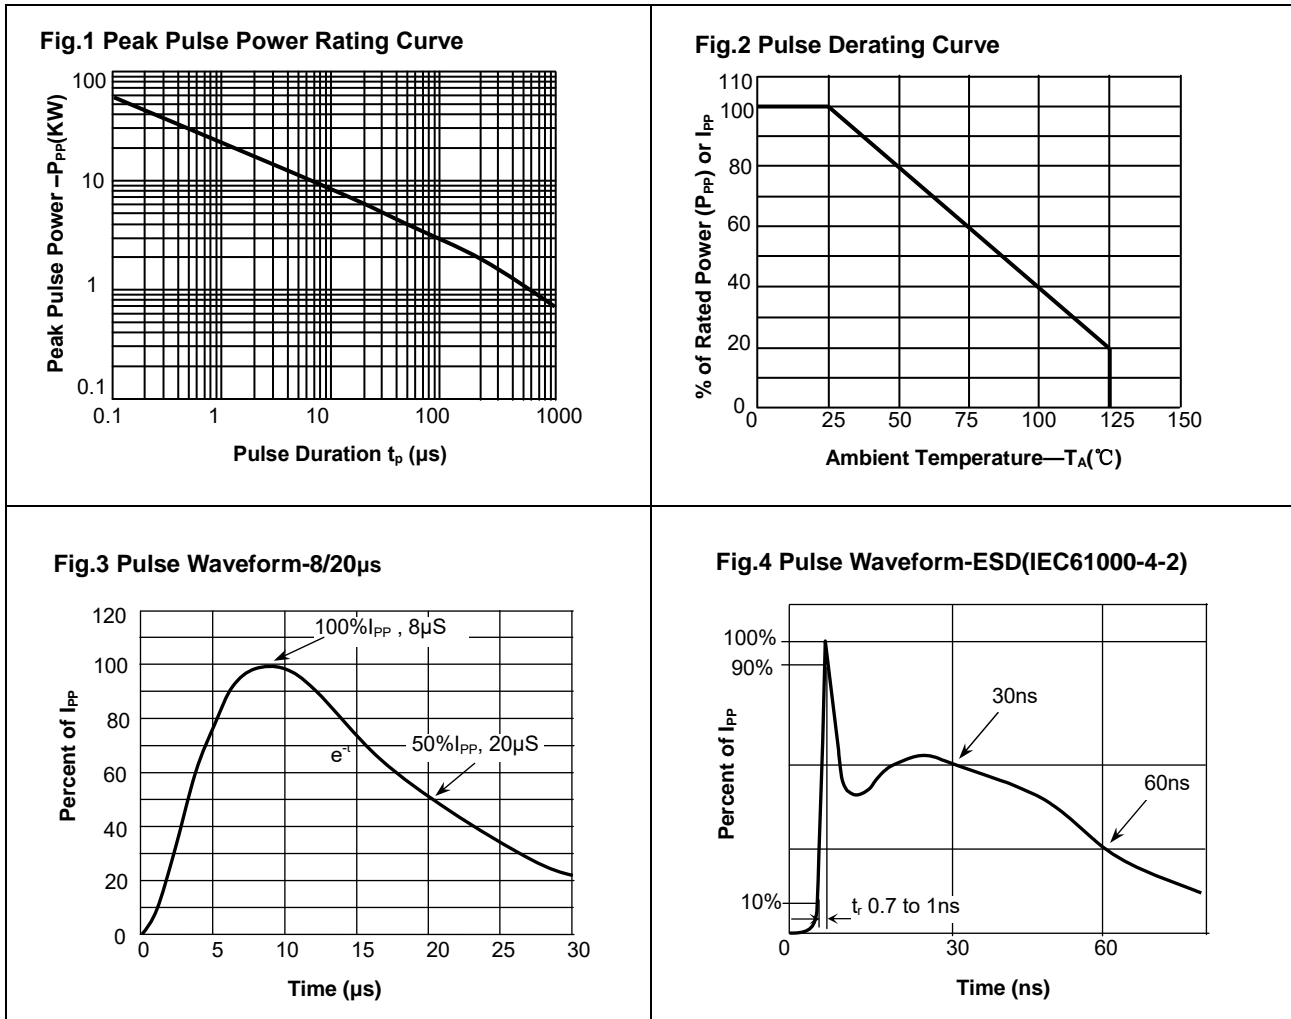 Fig.1 Peak Pulse Power Rating Curve
Peak Pulse Power –PPP(KW)
100
10
1
0.1
0.1 1 10 100 1000
Pulse Duration tp (µs)
Fig.2 Pulse Derating Curve
% of Rated Power (PPP) or IPP
110
100
80
60
40
20
0
0 25 50 75 100 125 150
Ambient Temperature—TA(℃)
Fig.3 Pulse Waveform-8/20µs
Percent of IPP
120
100
80
60
40
20
0
100%IPP , 8µS
e-t
50%IPP, 20µS
0 5 10 15 20 25 30
Time (µs)
Fig.4 Pulse Waveform-ESD(IEC61000-4-2)
Percent of IPP
100%
90%
10%
30ns
60ns
tr 0.7 to 1ns
0 30 60
Time (ns)